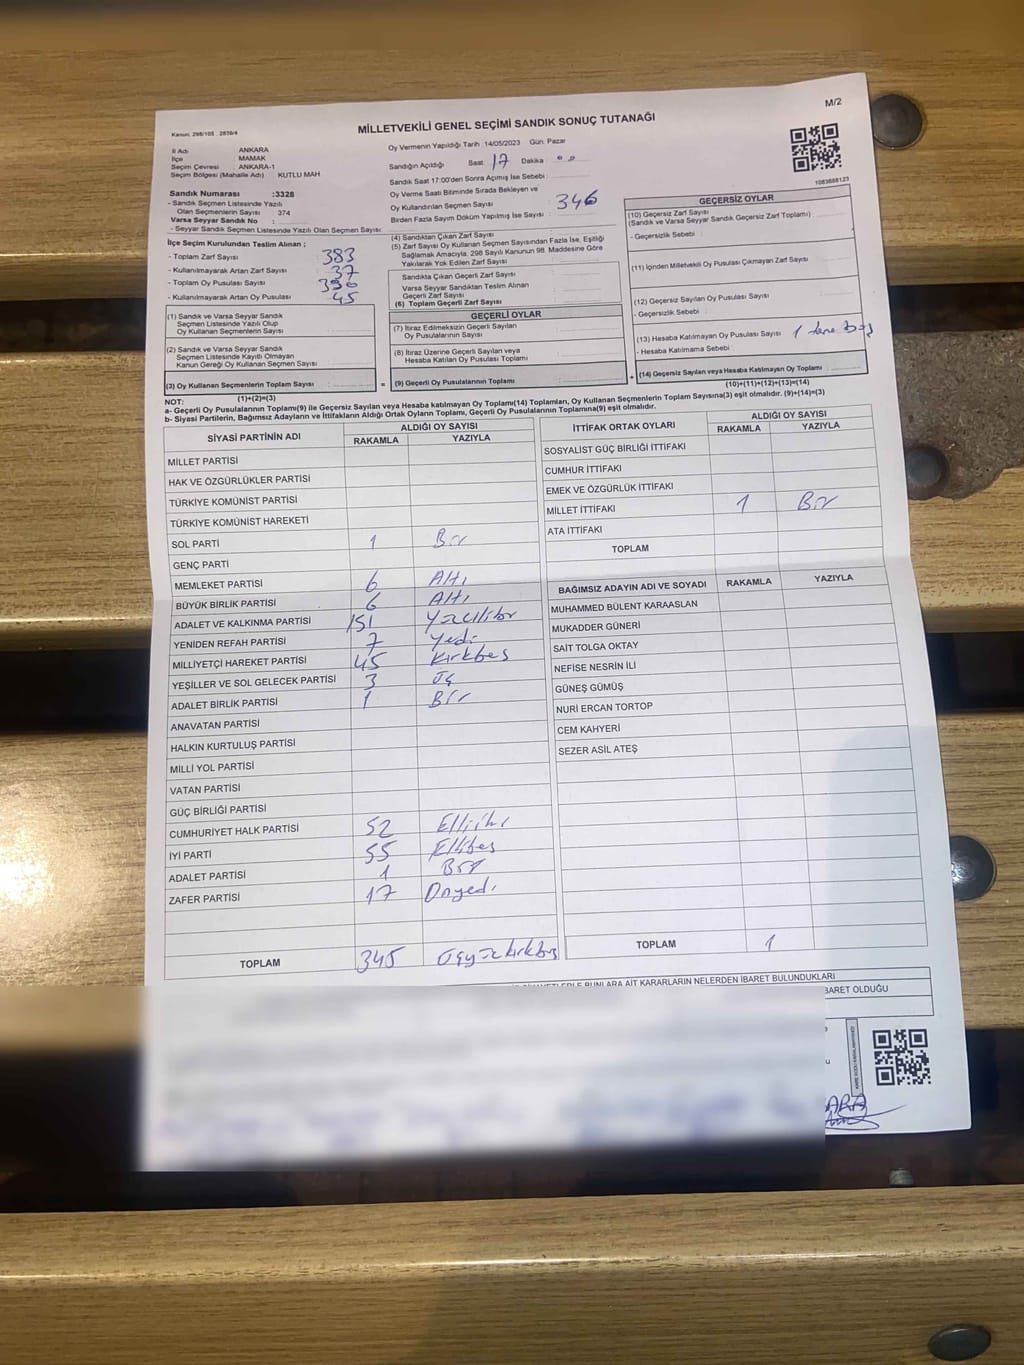 M/2
Kanun: 298/105 , 2839/4
MİLLETVEKİLİ GENEL SEÇİMİ SANDIK SONUÇ TUTANAĞI
1083688123
İl Adı ANKARA
İlçe MAMAK
Seçim Çevresi ANKARA-1
Seçim Bölgesi (Mahalle Adı) KUTLU MAH
Sandık Numarası :3328
- Sandık Seçmen Listesinde Yazılı
Olan Seçmenlerin Sayısı 374
Varsa Seyyar Sandık No :
- Seyyar Sandık Seçmen Listesinde Yazılı Olan Seçmen Sayısı:
İlçe Seçim Kurulundan Teslim Alınan ;
- Toplam Zarf Sayısı 383
- Kullanılmayarak Artan Zarf Sayısı 37
- Toplam Oy Pusulası Sayısı 396
- Kullanılmayarak Artan Oy Pusulası 45
(1) Sandık ve Varsa Seyyar Sandık
Seçmen Listesinde Yazılı Olup
Oy Kullanan Seçmenlerin Sayısı
(2) Sandık ve Varsa Seyyar Sandık
Seçmen Listesinde Kayıtlı Olmayan
Kanun Gereği Oy Kullanan Seçmen Sayısı
(3) Oy Kullanan Seçmenlerin Toplam Sayısı :
(1)+(2)=(3)
Oy Vermenin Yapıldığı Tarih :14/05/2023 Gün: Pazar
Sandığın Açıldığı Saat: 17 Dakika 00
Sandık Saat 17:00'den Sonra Açımış İse Sebebi :
Oy Verme Saati Bitiminde Sırada Bekleyen ve
Oy Kullandırılan Seçmen Sayısı 346
Birden Fazla Sayım Döküm Yapılmış İse Sayısı
(4) Sandıktan Çıkan Zarf Sayısı
(5) Zarf Sayısı Oy Kullanan Seçmen Sayısından Fazla İse, Eşitliği
Sağlamak Amacıyla, 298 Sayılı Kanunun 98. Maddesine Göre
Yakılarak Yok Edilen Zarf Sayısı
Sandıkta Çıkan Geçerli Zarf Sayısı
Varsa Seyyar Sandıktan Teslim Alınan
Geçerli Zarf Sayısı
(6) Toplam Geçerli Zarf Sayısı
GEÇERLİ OYLAR
(7) İtiraz Edilmeksizin Geçerli Sayılan
Oy Pusulalarının Sayısı
(8) İtiraz Üzerine Geçerli Sayılan veya
Hesaba Katılan Oy Pusulası Toplamı
= (9) Geçerli Oy Pusulalarının Toplamı
GEÇERSİZ OYLAR
(10) Geçersiz Zarf Sayısı
(Sandık ve Varsa Seyyar Sandık Geçersiz Zarf Toplamı)
- Geçersizlik Sebebi :
(11) İçinden Milletvekili Oy Pusulası Çıkmayan Zarf Sayısı
(12) Geçersiz Sayılan Oy Pusulası Sayısı
- Geçersizlik Sebebi :
(13) Hesaba Katılmayan Oy Pusulası Sayısı 1 tane boş
- Hesaba Katılmama Sebebi :
+ (14) Geçersiz Sayılan veya Hesaba Katılmayan Oy Toplamı
(10)+(11)+(12)+(13)=(14)
NOT:
a- Geçerli Oy Pusulalarının Toplamı(9) ile Geçersiz Sayılan veya Hesaba Katılmayan Oy Toplamı(14) Toplamları, Oy Kullanan Seçmenlerin Toplam Sayısına(3) eşit olmalıdır. (9)+(14)=(3)
b- Siyasi Partilerin, Bağımsız Adayların ve İttifakların Aldığı Ortak Oyların Toplamı, Geçerli Oy Pusulalarının Toplamına(9) eşit olmalıdır.
SİYASİ PARTİNİN ADI ALDIĞI OY SAYISI
RAKAMLA YAZIYLA
MİLLET PARTİSİ
HAK VE ÖZGÜRLÜKLER PARTİSİ
TÜRKİYE KOMÜNİST PARTİSİ
TÜRKİYE KOMÜNİST HAREKETİ
SOL PARTİ 1 Bir
GENÇ PARTİ
MEMLEKET PARTİSİ 6 Altı
BÜYÜK BİRLİK PARTİSİ 6 Altı
ADALET VE KALKINMA PARTİSİ 151 Yüzellibir
YENİDEN REFAH PARTİSİ 7 Yedi
MİLLİYETÇİ HAREKET PARTİSİ 45 Kırkbeş
YEŞİLLER VE SOL GELECEK PARTİSİ 3 Üç
ADALET BİRLİK PARTİSİ 1 Bir
ANAVATAN PARTİSİ
HALKIN KURTULUŞ PARTİSİ
MİLLİ YOL PARTİSİ
VATAN PARTİSİ
GÜÇ BİRLİĞİ PARTİSİ
CUMHURİYET HALK PARTİSİ 52 Elliiki
İYİ PARTİ 55 Ellibeş
ADALET PARTİSİ 1 Bir
ZAFER PARTİSİ 17 Onyedi
TOPLAM 345 Üçyüzkırkbeş
İTTİFAK ORTAK OYLARI ALDIĞI OY SAYISI
RAKAMLA YAZIYLA
SOSYALİST GÜÇ BİRLİĞİ İTTİFAKI
CUMHUR İTTİFAKI
EMEK VE ÖZGÜRLÜK İTTİFAKI
MİLLET İTTİFAKI 1 Bir
ATA İTTİFAKI
TOPLAM
BAĞIMSIZ ADAYIN ADI VE SOYADI RAKAMLA YAZIYLA
MUHAMMED BÜLENT KARAASLAN
MUKADDER GÜNERİ
SAİT TOLGA OKTAY
NEFİSE NESRİN İLİ
GÜNEŞ GÜMÜŞ
NURİ ERCAN TORTOP
CEM KAHYERİ
SEZER ASİL ATEŞ
TOPLAM 1
BUNLARA AİT KARARLARIN NELERDEN İBARET BULUNDUKLARI
BARET OLDUĞU